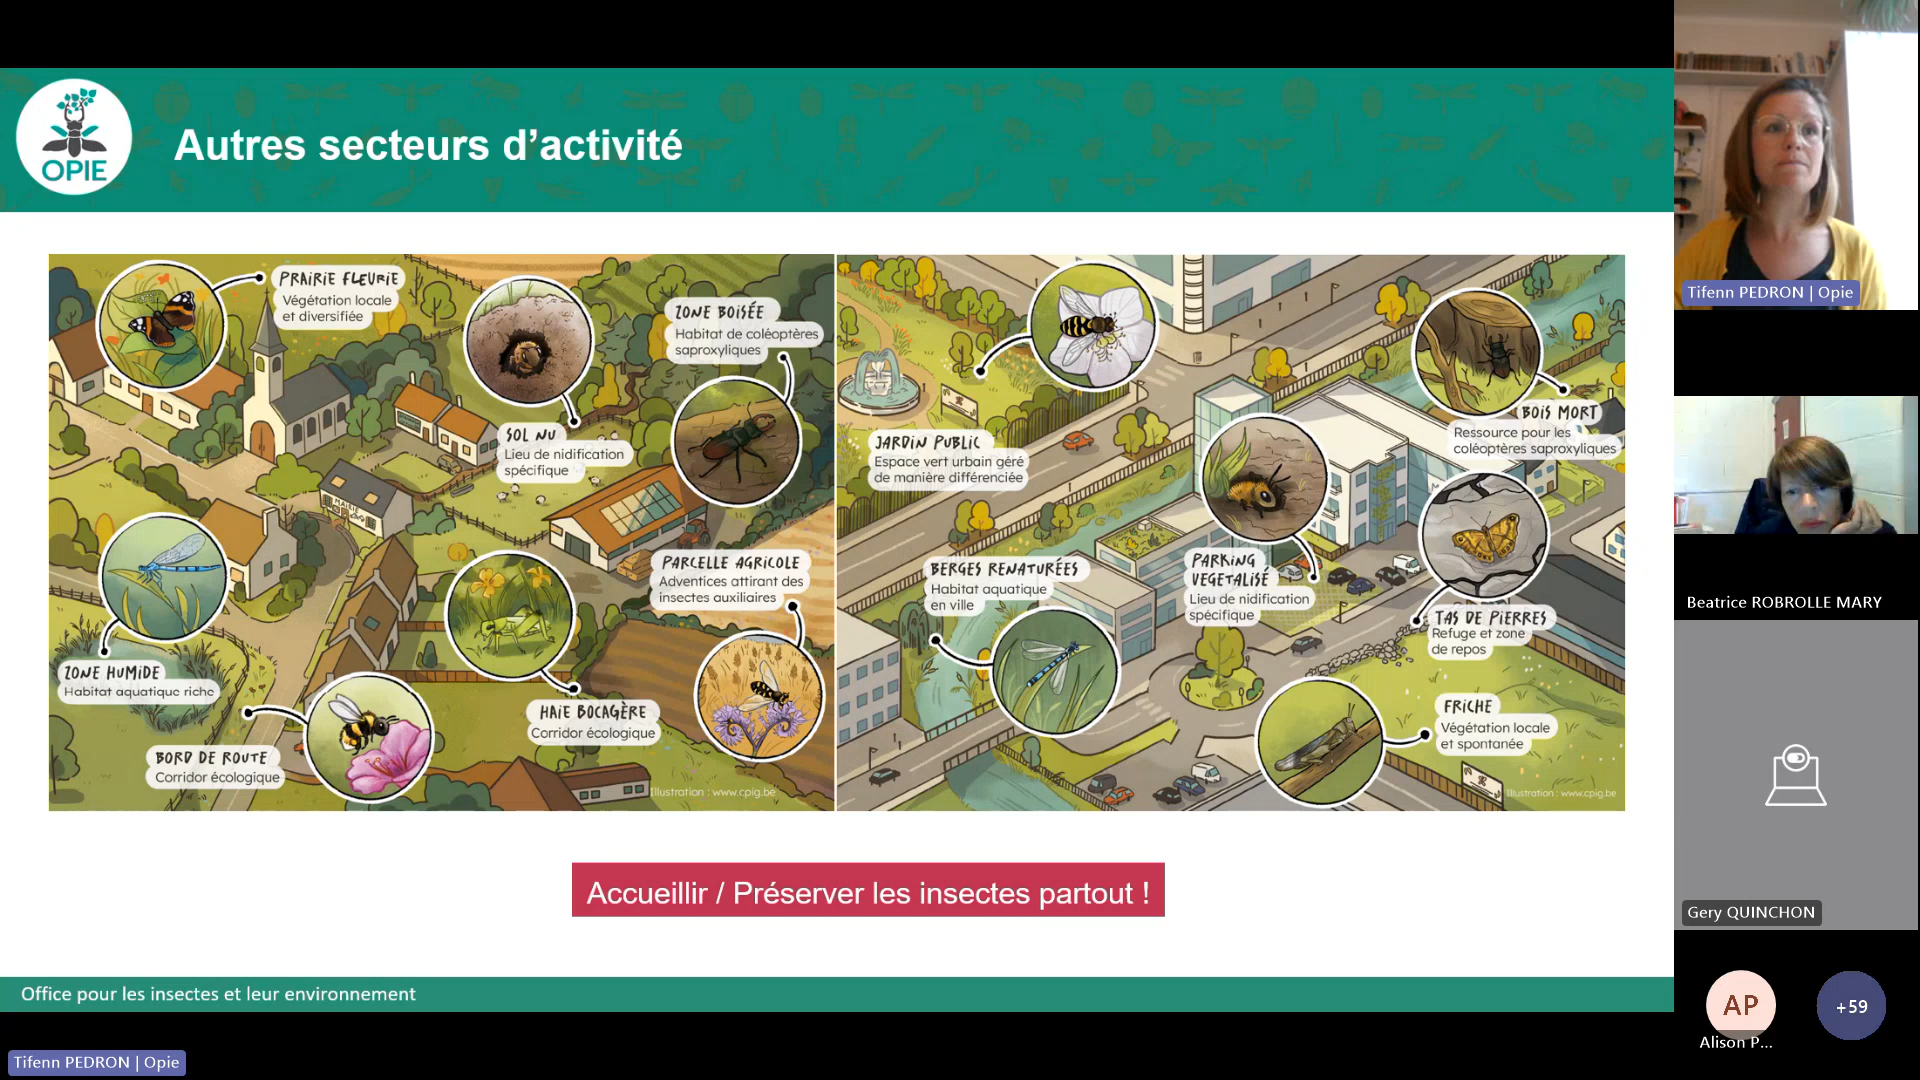 OPIE
Autres secteurs d’activité
PRAIRIE FLEURIE
Végétation locale
et diversifiée
SOL NU
Lieu de nidification
spécifique
ZONE BOISÉE
Habitat de coléoptères
saproxyliques
MAIRIE
ZONE HUMIDE
Habitat aquatique riche
BORD DE ROUTE
Corridor écologique
HAIE BOCAGÈRE
Corridor écologique
PARCELLE AGRICOLE
Adventices attirant des
insectes auxiliaires
Illustration : www.cpig.be
JARDIN PUBLIC
Espace vert urbain géré
de manière différenciée
BERGES RENATURÉES
Habitat aquatique
en ville
PARKING
VEGETALISÉ
Lieu de nidification
spécifique
BOIS MORT
Ressource pour les
coléoptères saproxyliques
TAS DE PIERRES
Refuge et zone
de repos
FRICHE
Végétation locale
et spontanée
Illustration : www.cpig.be
Accueillir / Préserver les insectes partout !
Office pour les insectes et leur environnement
Tifenn PEDRON | Opie
Tifenn PEDRON | Opie
Beatrice ROBROLLE MARY
Gery QUINCHON
AP
Alison P...
+59